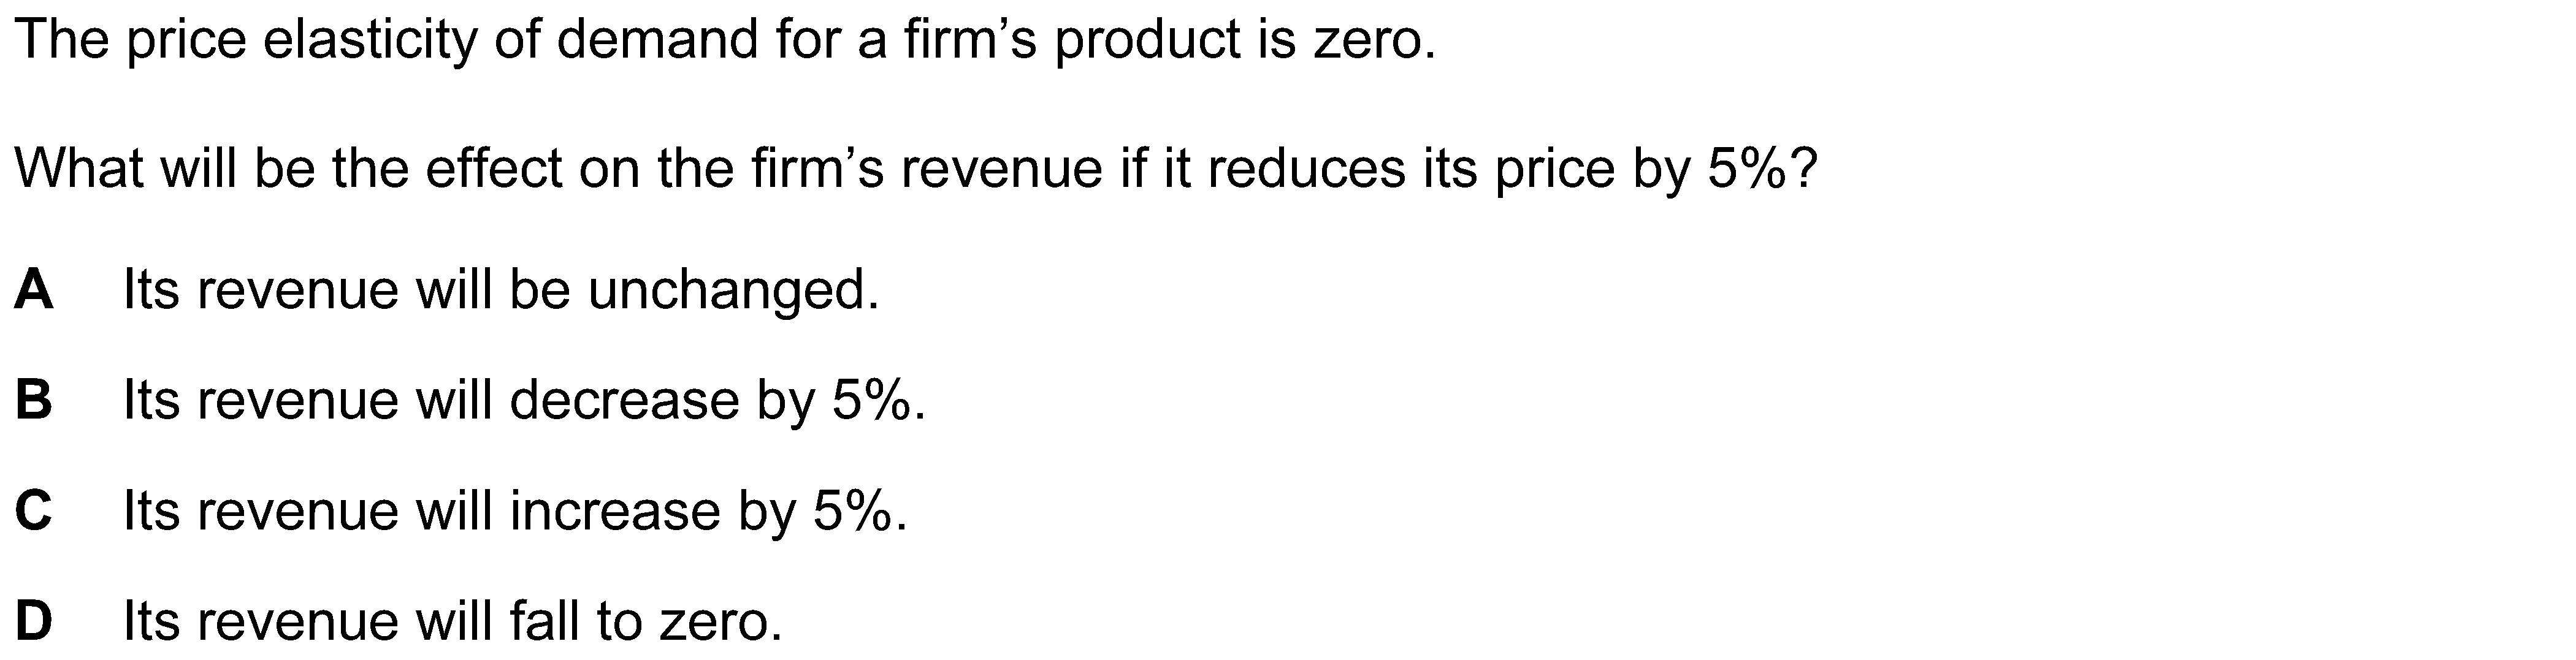 The price elasticity of demand for a firm’s product is zero.
What will be the effect on the firm’s revenue if it reduces its price by 5%?
A Its revenue will be unchanged.
B Its revenue will decrease by 5%.
C Its revenue will increase by 5%.
D Its revenue will fall to zero.